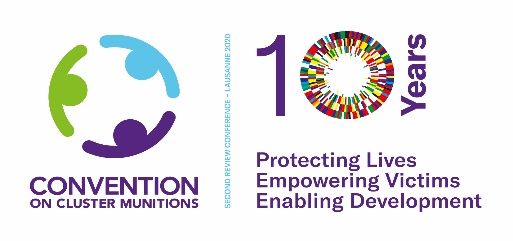 CONVENTION
ON CLUSTER MUNITIONS
SECOND REVIEW CONFERENCE – LAUSANNE 2020
10 Years
Protecting Lives
Empowering Victims
Enabling Development